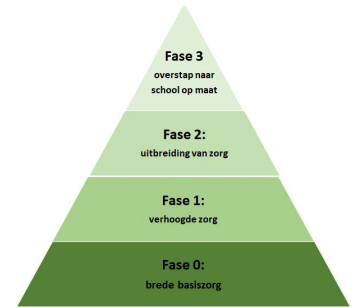 Fase 3
overstap naar
school op maat
Fase 2:
uitbreiding van zorg
Fase 1:
verhoogde zorg
Fase 0:
brede basiszorg